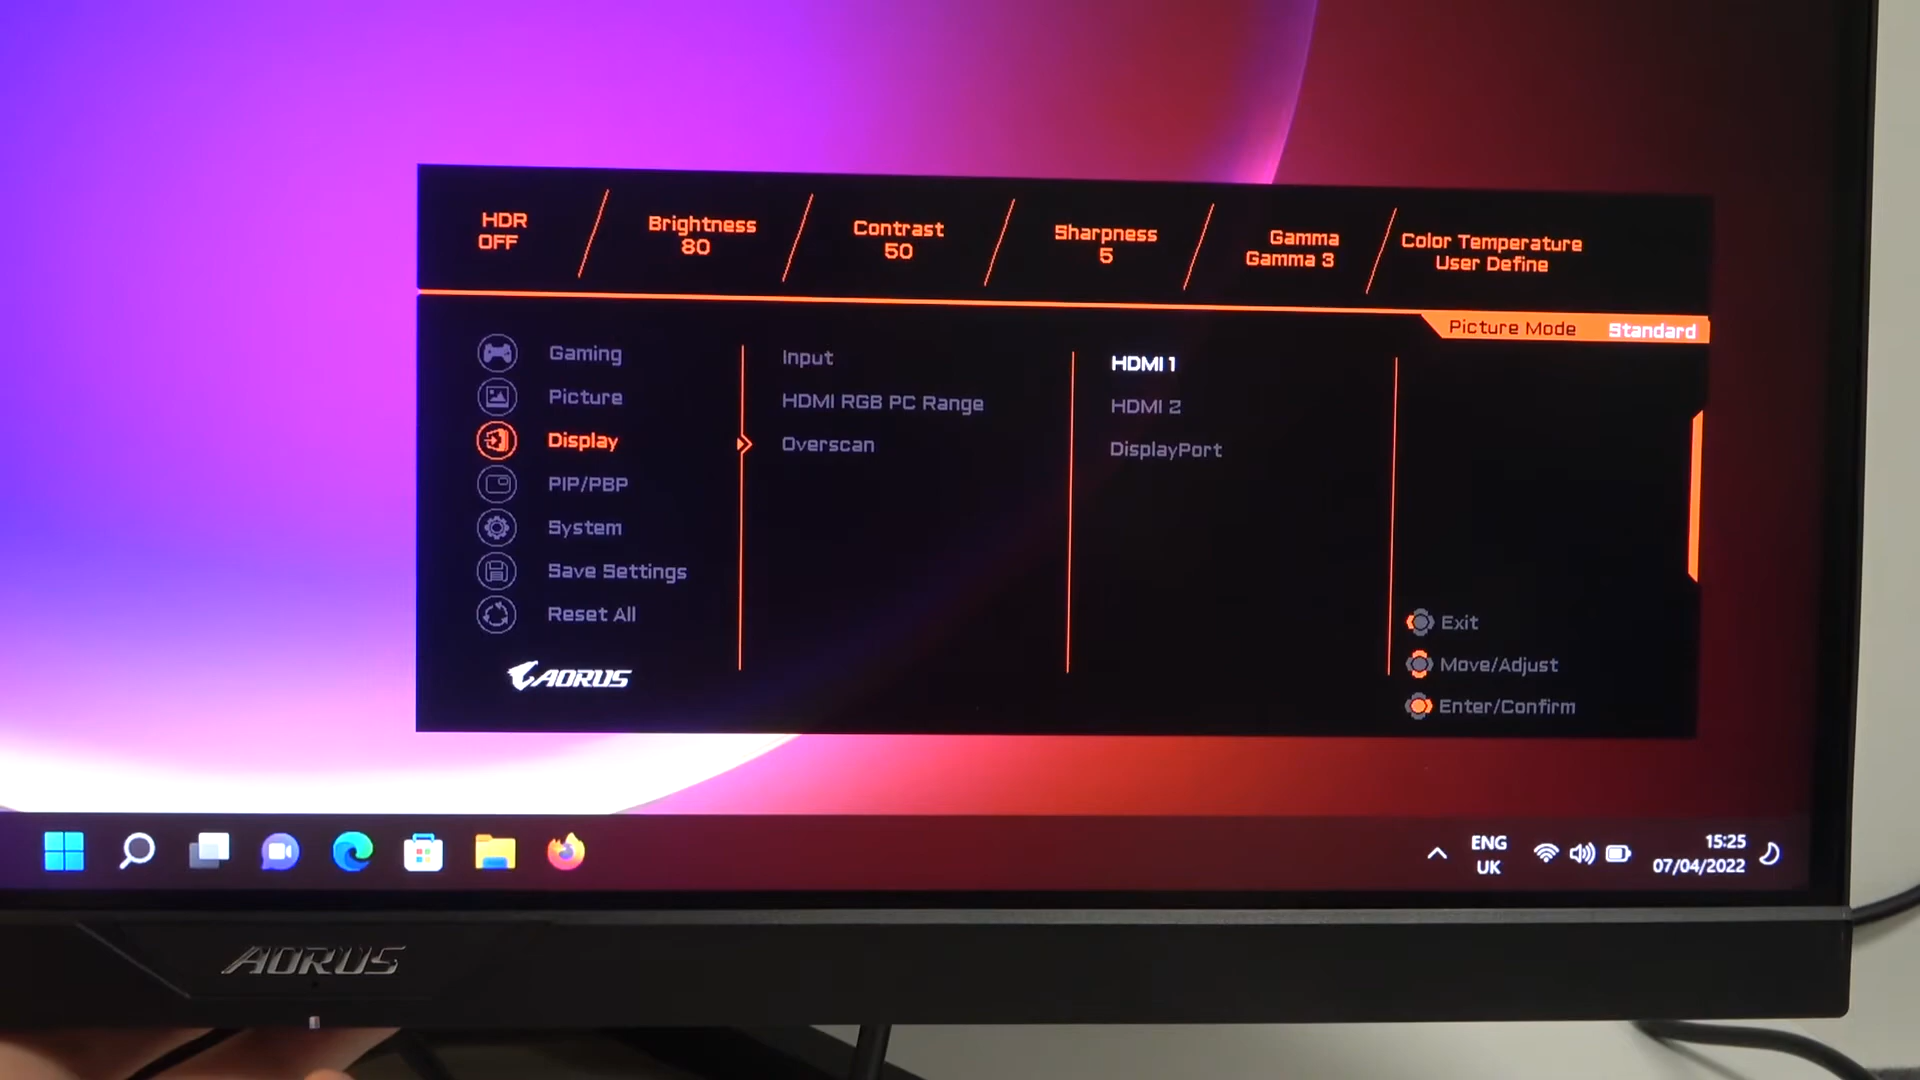 HDR
OFF
Brightness
80
Contrast
50
Sharpness
5
Gamma
Gamma 3
Color Temperature
User Define
Picture Mode Standard
Gaming
Picture
Display
PIP/PBP
System
Save Settings
Reset All
AORUS
Input
HDMI RGB PC Range
Overscan
HDMI 1
HDMI 2
DisplayPort
Exit
Move/Adjust
Enter/Confirm
ENG
UK
15:25
07/04/2022
AORUS